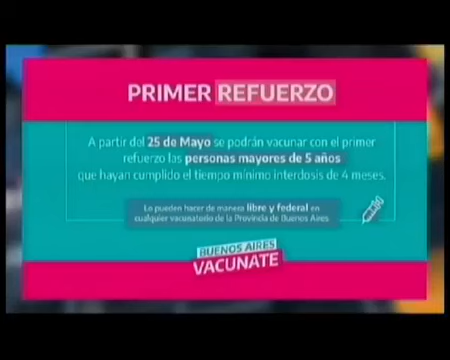 PRIMER REFUERZO
A partir del 25 de Mayo se podrán vacunar con el primer
refuerzo las personas mayores de 5 años
que hayan cumplido el tiempo mínimo interdosis de 4 meses.
Lo pueden hacer de manera libre y federal en
cualquier vacunatorio de la Provincia de Buenos Aires
BUENOS AIRES
VACUNATE